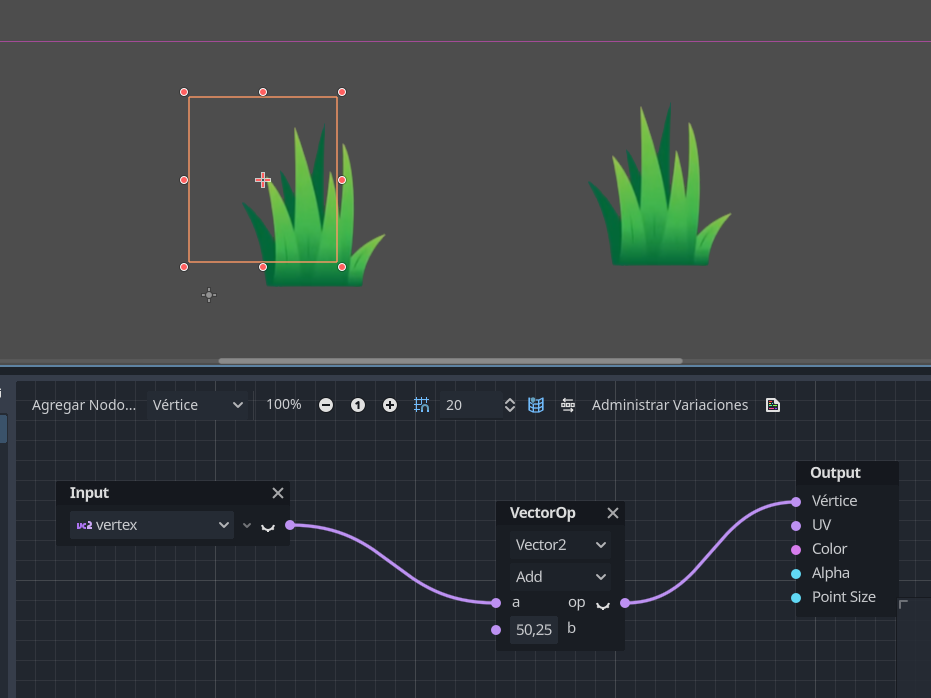 Agregar Nodo... Vértice 100% 1 20 Administrar Variaciones
Input
vec2 vertex
VectorOp
Vector2
Add
a op
50,25 b
Output
Vértice
UV
Color
Alpha
Point Size